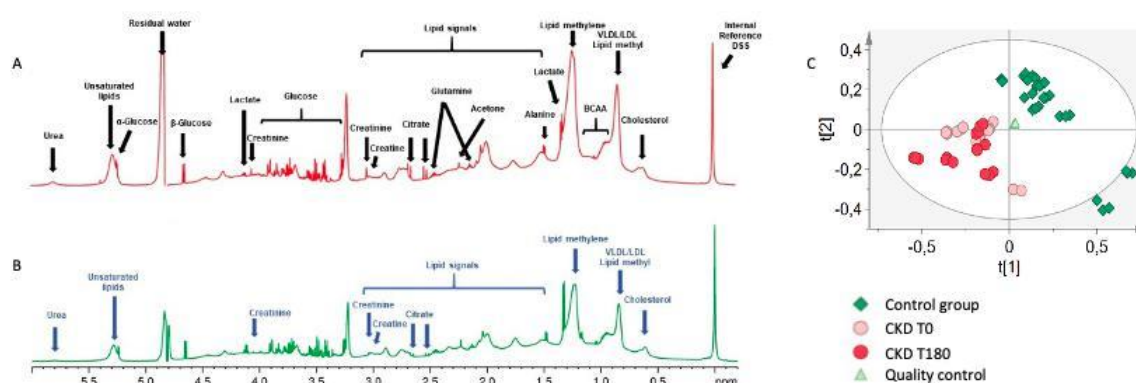 Residual water
Internal
Reference
DSS
Lipid methylene
VLDL/LDL
Lipid methyl
Lipid signals
A
Unsaturated
lipids
Lactate
Glucose
Glutamine
Lactate
BCAA
Urea
α-Glucose
β-Glucose
Creatinine
Creatinine
Creatine
Citrate
Acetone
Alanine
Cholesterol
B
Lipid methylene
VLDL/LDL
Lipid methyl
Unsaturated
lipids
Lipid signals
Urea
Creatinine
Creatinine
Creatine
Citrate
Cholesterol
5.5 5.0 4.5 4.0 3.5 3.0 2.5 2.0 1.5 1.0 0.5 ppm
C
0,4
0,2
0
-0,2
-0,4
t[2]
-0,5 0 0,5
t[1]
Control group
CKD T0
CKD T180
Quality control